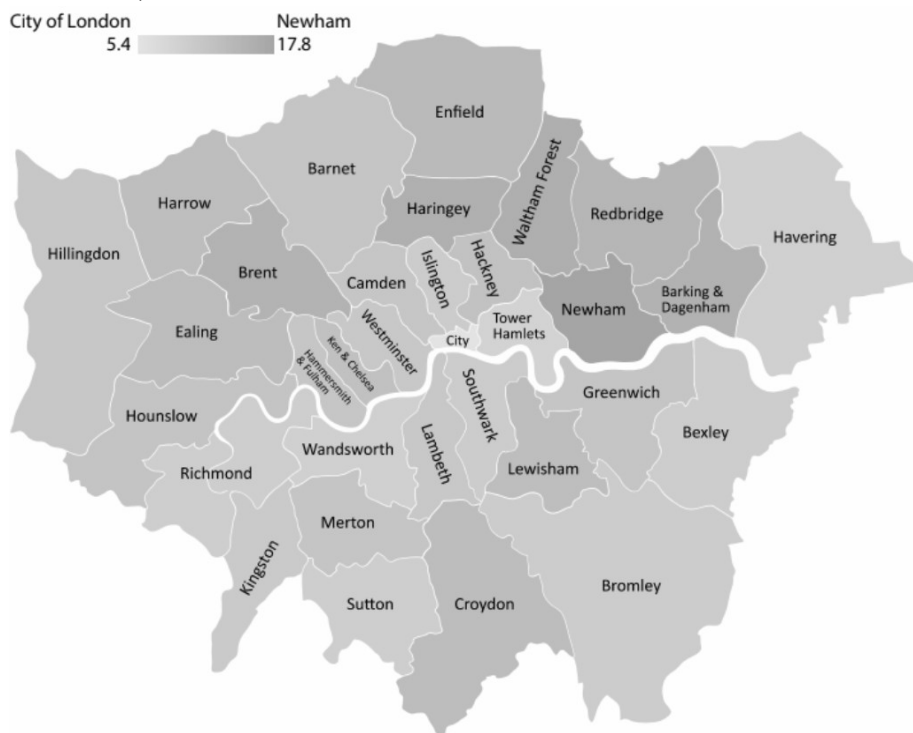 City of London Newham
5.4 17.8
Enfield
Barnet
Harrow
Haringey
Waltham Forest
Redbridge
Havering
Hillingdon
Brent
Camden
Islington
Hackney
Newham
Barking &
Dagenham
Ealing
Westminster
City
Tower
Hamlets
Ken & Chelsea
Hammersmith
& Fulham
Hounslow
Richmond
Wandsworth
Lambeth
Southwark
Lewisham
Greenwich
Bexley
Merton
Kingston
Sutton
Croydon
Bromley